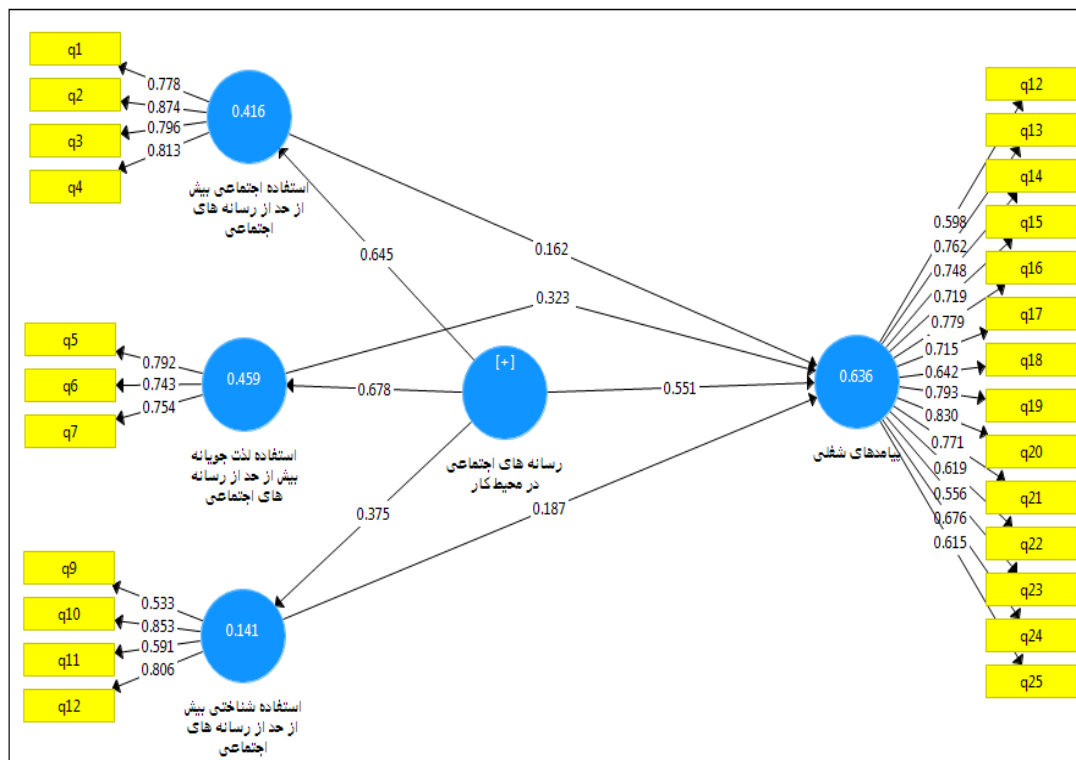 q1
q2
q3
q4
0.778
0.874
0.796
0.813
0.416
استفاده اجتماعی بیش
از حد از رسانه های
اجتماعی
0.645
0.162
q5
q6
q7
0.792
0.743
0.754
0.459
استفاده لذت جویانه
بیش از حد از رسانه
های اجتماعی
0.678
0.323
[+]
رسانه های اجتماعی
در محیط کار
0.551
0.375
0.187
q9
q10
q11
q12
0.533
0.853
0.591
0.806
0.141
استفاده شناختی بیش
از حد از رسانه های
اجتماعی
0.636
پیامدهای شغلی
0.598
0.762
0.748
0.719
0.779
0.715
0.642
0.793
0.830
0.771
0.619
0.556
0.676
0.615
q12
q13
q14
q15
q16
q17
q18
q19
q20
q21
q22
q23
q24
q25